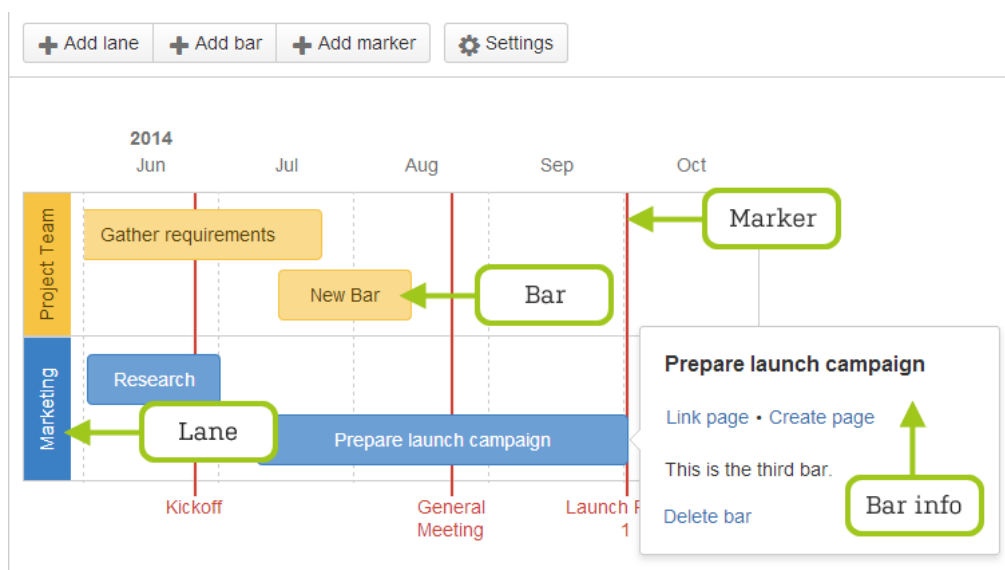 Add lane
Add bar
Add marker
Settings
2014
Jun
Jul
Aug
Sep
Oct
Project Team
Gather requirements
New Bar
Bar
Marker
Marketing
Research
Lane
Prepare launch campaign
Prepare launch campaign
Link page • Create page
This is the third bar.
Delete bar
Bar info
Kickoff
General
Meeting
Launch
1